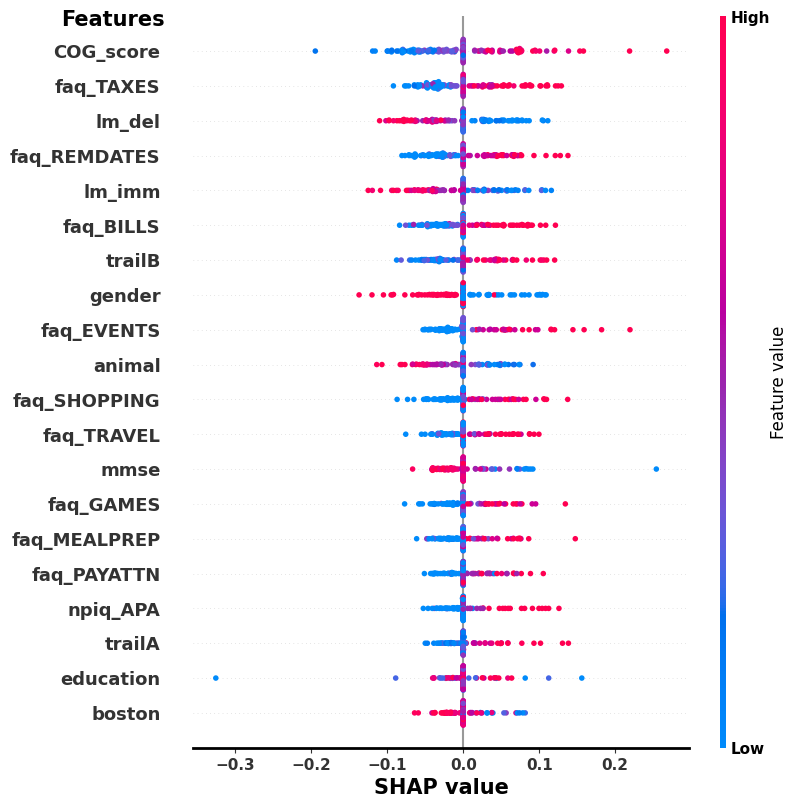 Features
High
COG_score
faq_TAXES
lm_del
faq_REMDATES
lm_imm
faq_BILLS
trailB
gender
faq_EVENTS
animal
faq_SHOPPING
faq_TRAVEL
mmse
faq_GAMES
faq_MEALPREP
faq_PAYATTN
npiq_APA
trailA
education
boston
Feature value
Low
−0.3 −0.2 −0.1 0.0 0.1 0.2
SHAP value